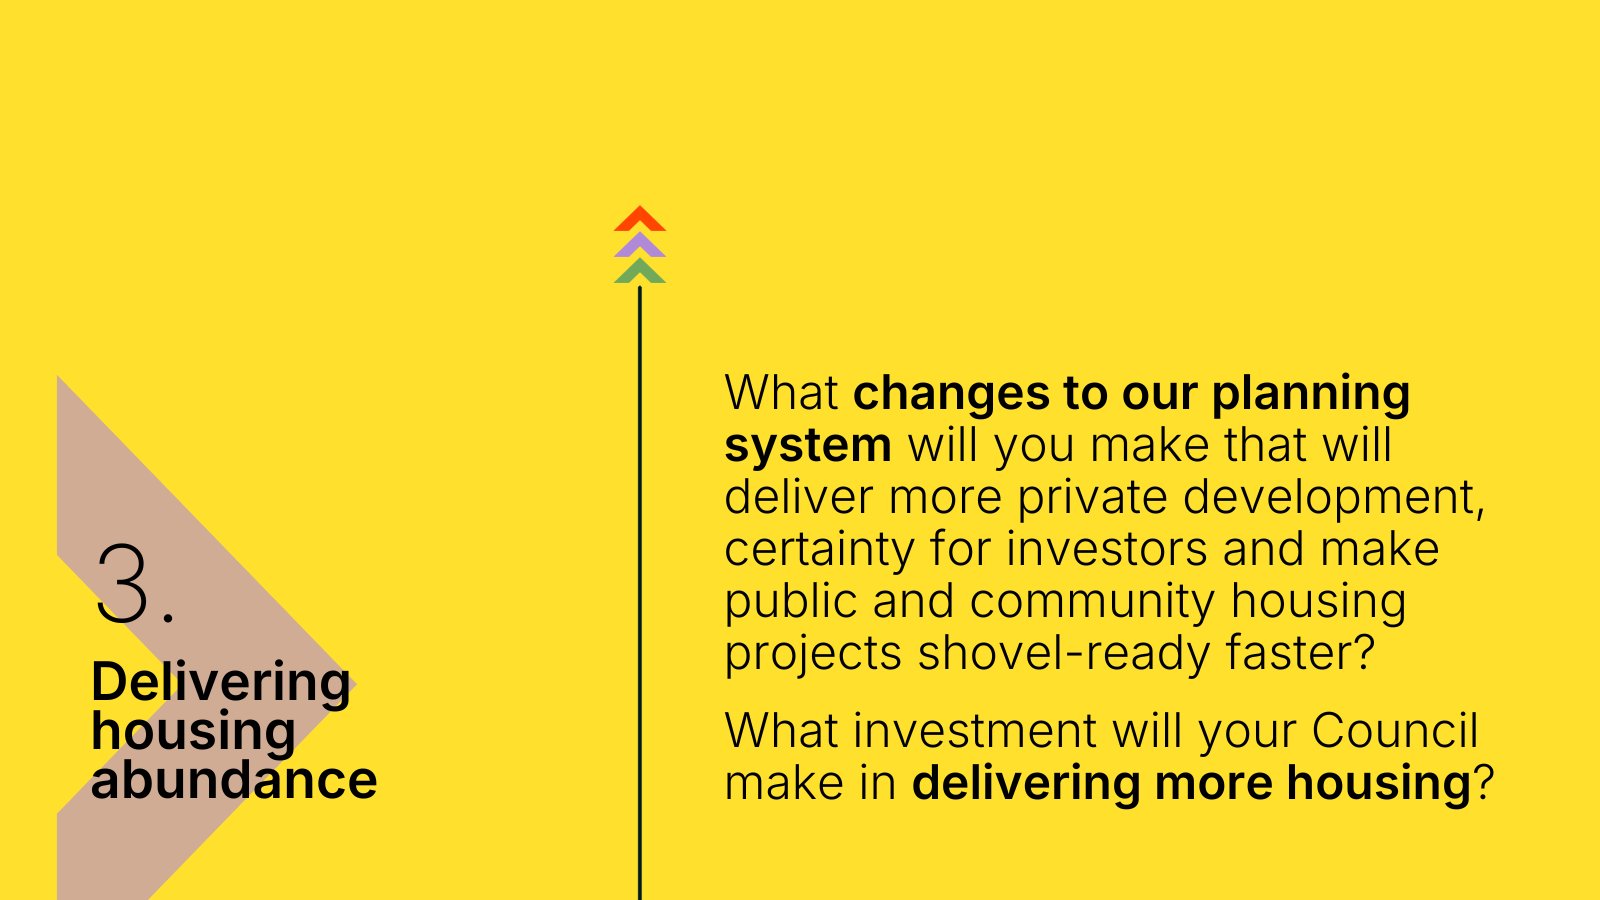 3.
Delivering
housing
abundance
What changes to our planning
system will you make that will
deliver more private development,
certainty for investors and make
public and community housing
projects shovel-ready faster?
What investment will your Council
make in delivering more housing?